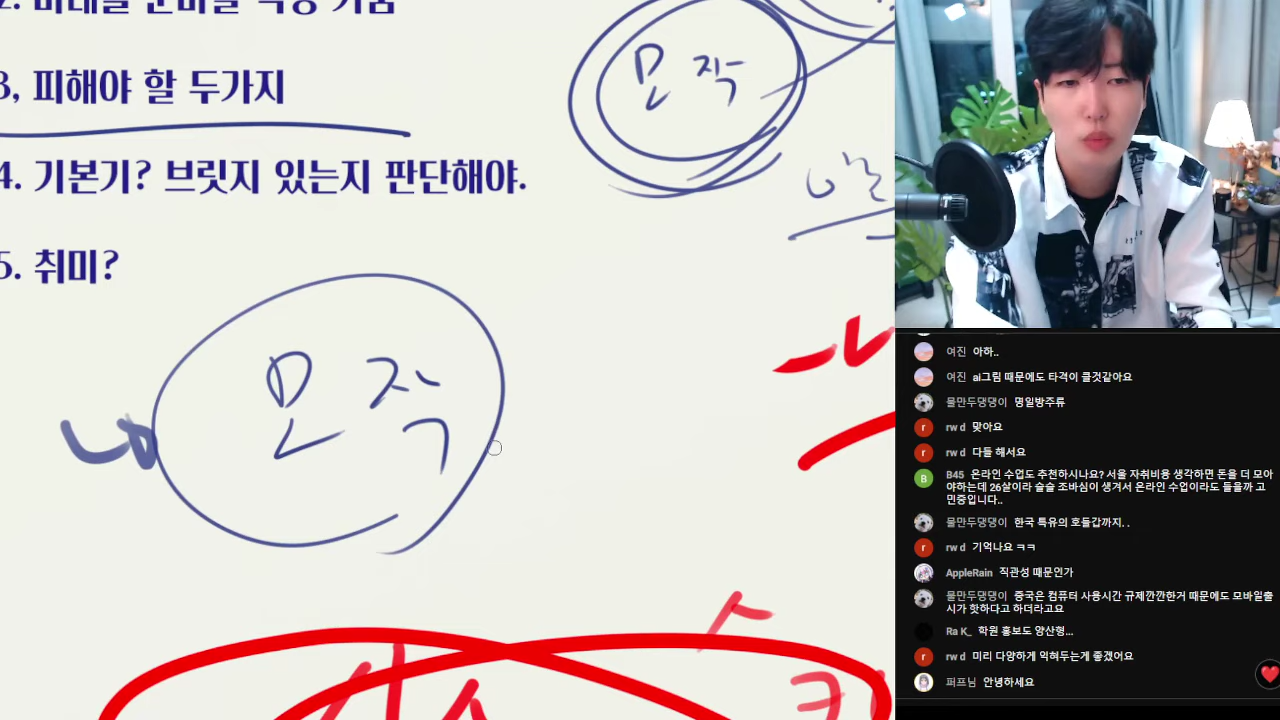 2. 미래를 준비할 역량 키움
3, 피해야 할 두가지
4. 기본기? 브릿지 있는지 판단해야.
5. 취미?
모작
모작
여진 아하..
여진 ai그림 때문에도 타격이 클것같아요
물만두댕댕이 명일방주류
rw d 맞아요
rw d 다들 해서요
B45 온라인 수업도 추천하시나요? 서울 자취비용 생각하면 돈을 더 모아
야하는데 26살이라 슬슬 조바심이 생겨서 온라인 수업이라도 들을까 고
민중입니다..
물만두댕댕이 한국 특유의 호들갑까지. .
rw d 기억나요 ㅋㅋ
AppleRain 직관성 때문인가
물만두댕댕이 중국은 컴퓨터 사용시간 규제깐깐한거 때문에도 모바일출
시가 핫하다고 하더라고요
Ra K_ 학원 홍보도 양산형...
rw d 미리 다양하게 익혀두는게 좋겠어요
퍼프님 안녕하세요